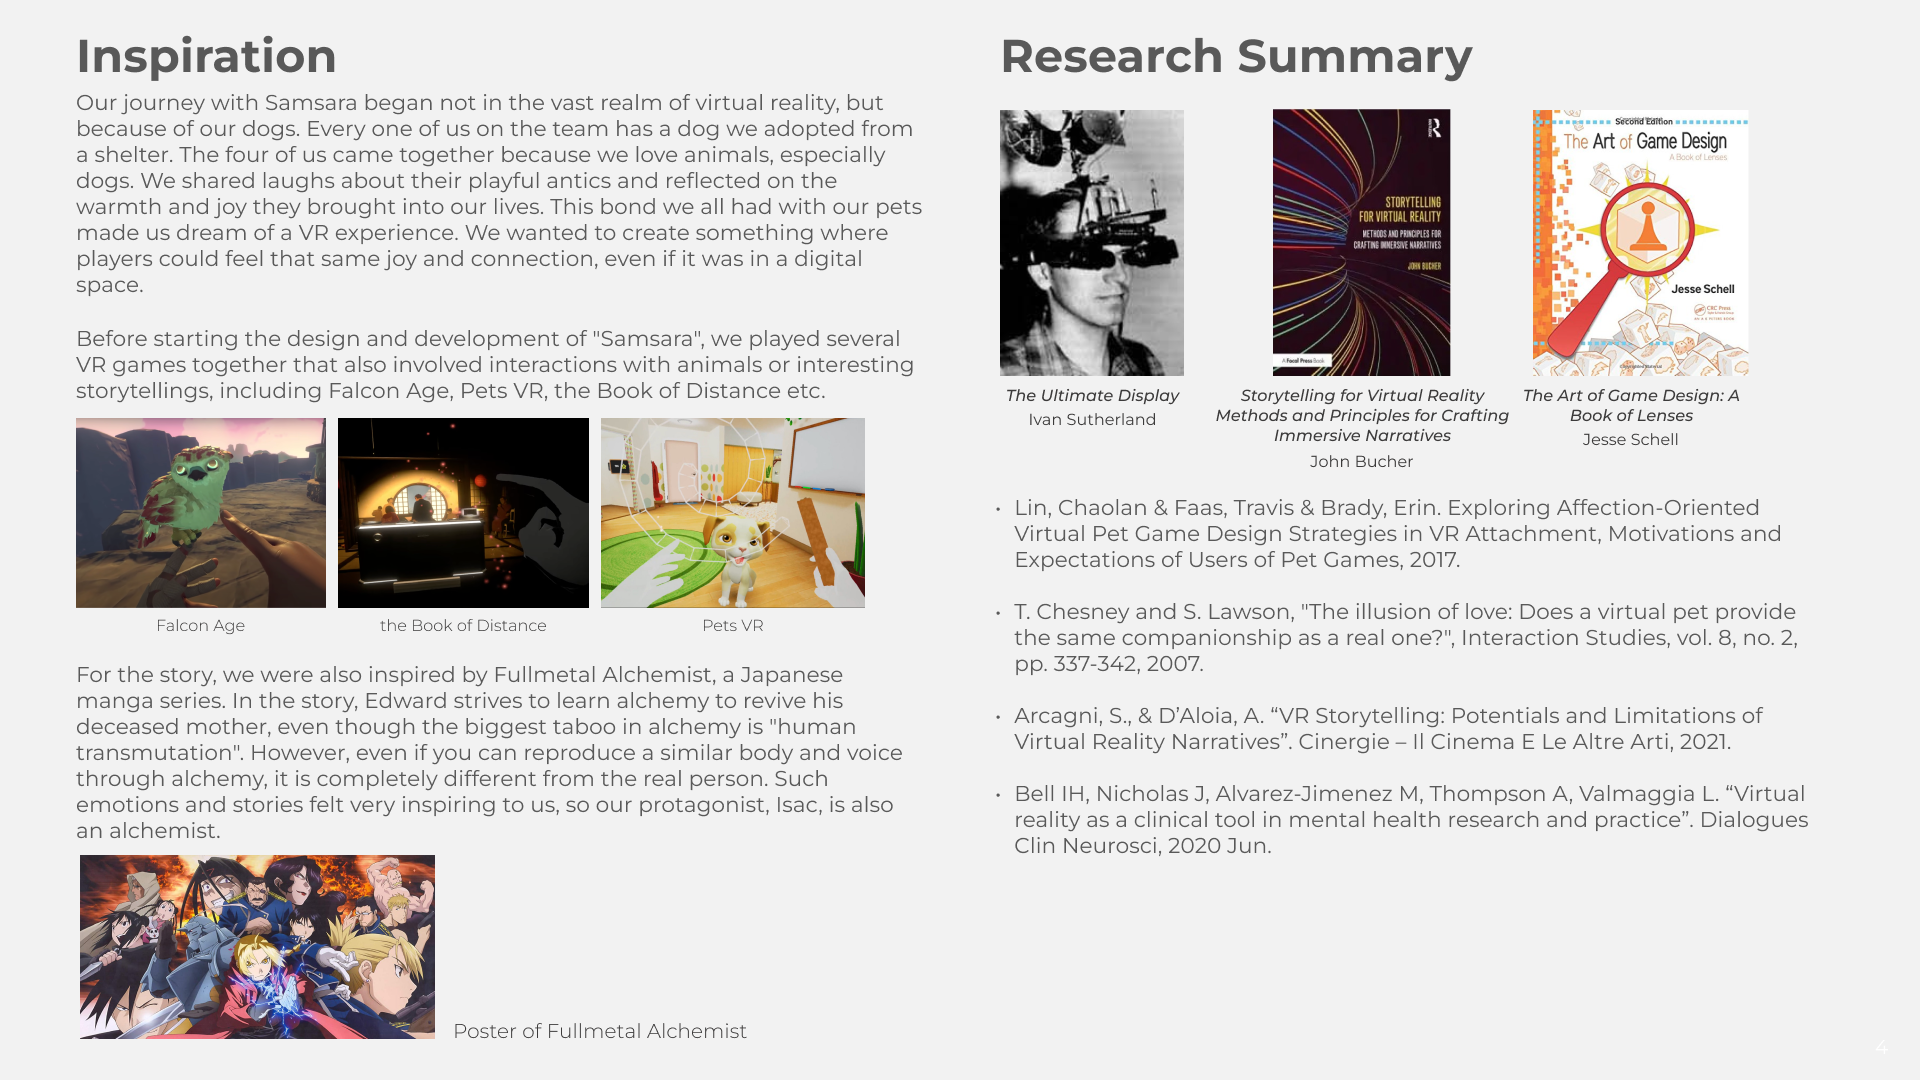 Inspiration
Our journey with Samsara began not in the vast realm of virtual reality, but
because of our dogs. Every one of us on the team has a dog we adopted from
a shelter. The four of us came together because we love animals, especially
dogs. We shared laughs about their playful antics and reflected on the
warmth and joy they brought into our lives. This bond we all had with our pets
made us dream of a VR experience. We wanted to create something where
players could feel that same joy and connection, even if it was in a digital
space.
Before starting the design and development of "Samsara", we played several
VR games together that also involved interactions with animals or interesting
storytellings, including Falcon Age, Pets VR, the Book of Distance etc.
Falcon Age
the Book of Distance
Pets VR
For the story, we were also inspired by Fullmetal Alchemist, a Japanese
manga series. In the story, Edward strives to learn alchemy to revive his
deceased mother, even though the biggest taboo in alchemy is "human
transmutation". However, even if you can reproduce a similar body and voice
through alchemy, it is completely different from the real person. Such
emotions and stories felt very inspiring to us, so our protagonist, Isac, is also
an alchemist.
Poster of Fullmetal Alchemist
Research Summary
STORYTELLING
FOR VIRTUAL REALITY
METHODS AND PRINCIPLES FOR
CRAFTING IMMERSIVE NARRATIVES
JOHN BUCHER
A Focal Press Book
Second Edition
The Art of Game Design
A Book of Lenses
Jesse Schell
CRC Press
The Ultimate Display
Ivan Sutherland
Storytelling for Virtual Reality
Methods and Principles for Crafting
Immersive Narratives
John Bucher
The Art of Game Design: A
Book of Lenses
Jesse Schell
• Lin, Chaolan & Faas, Travis & Brady, Erin. Exploring Affection-Oriented
Virtual Pet Game Design Strategies in VR Attachment, Motivations and
Expectations of Users of Pet Games, 2017.
• T. Chesney and S. Lawson, "The illusion of love: Does a virtual pet provide
the same companionship as a real one?", Interaction Studies, vol. 8, no. 2,
pp. 337-342, 2007.
• Arcagni, S., & D’Aloia, A. “VR Storytelling: Potentials and Limitations of
Virtual Reality Narratives”. Cinergie – Il Cinema E Le Altre Arti, 2021.
• Bell IH, Nicholas J, Alvarez-Jimenez M, Thompson A, Valmaggia L. “Virtual
reality as a clinical tool in mental health research and practice”. Dialogues
Clin Neurosci, 2020 Jun.
4